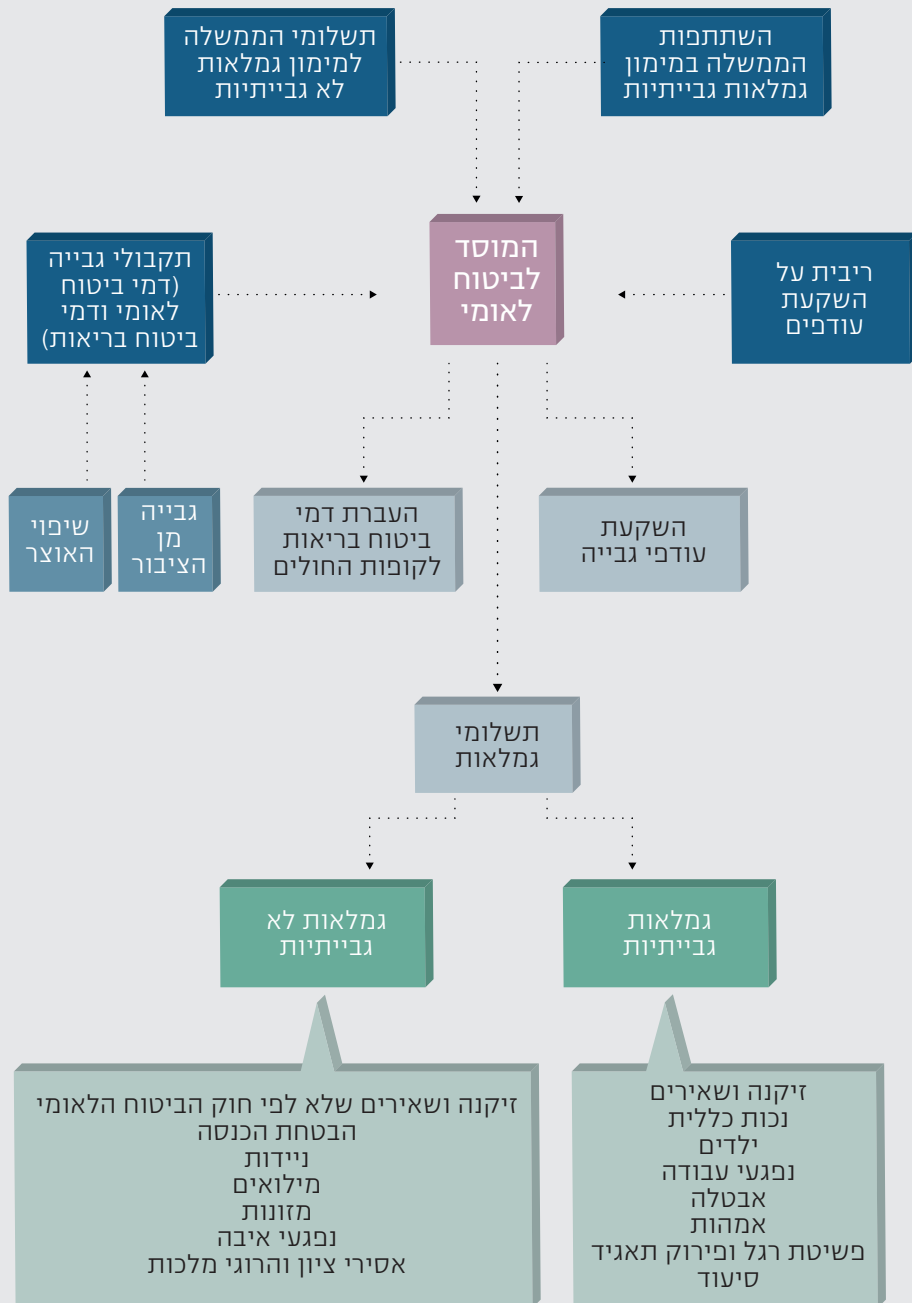 השתתפות
הממשלה במימון
גמלאות גבייתיות
תשלומי הממשלה
למימון גמלאות
לא גבייתיות
ריבית על
השקעת
עודפים
המוסד
לביטוח
לאומי
תקבולי גבייה
(דמי ביטוח
לאומי ודמי
ביטוח בריאות)
השקעת
עודפי גבייה
העברת דמי
ביטוח בריאות
לקופות החולים
גבייה
מן
הציבור
שיפוי
האוצר
תשלומי
גמלאות
גמלאות
גבייתיות
גמלאות לא
גבייתיות
זיקנה ושאירים
נכות כללית
ילדים
נפגעי עבודה
אבטלה
אמהות
פשיטת רגל ופירוק תאגיד
סיעוד
זיקנה ושאירים שלא לפי חוק הביטוח הלאומי
הבטחת הכנסה
ניידות
מילואים
מזונות
נפגעי איבה
אסירי ציון והרוגי מלכות